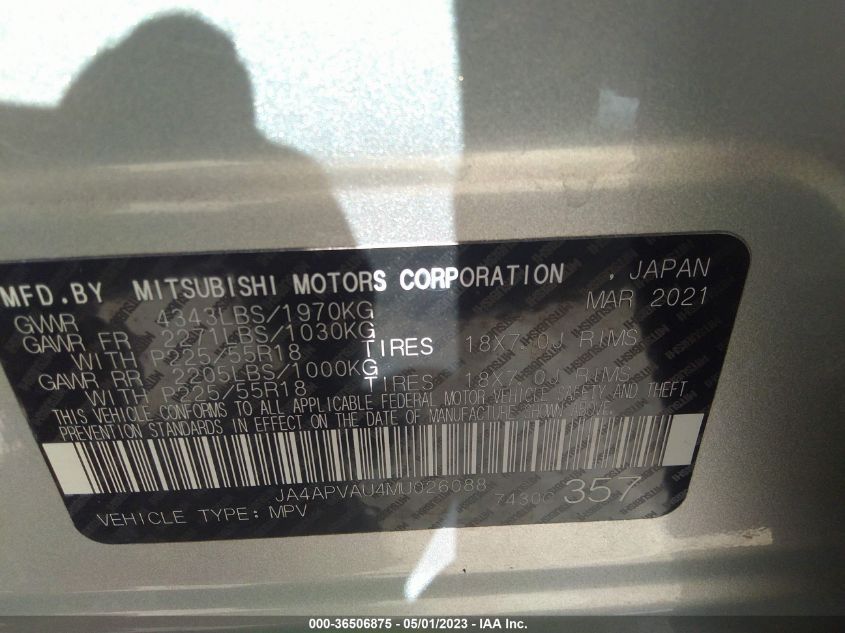 MFD.BY MITSUBISHI MOTORS CORPORATION , JAPAN
GVWR 4343LBS/1970KG MAR 2021
GAWR FR 2271LBS/1030KG
WITH P225/55R18 TIRES 18X7.0J RIMS
GAWR RR 2205LBS/1000KG
WITH P225/55R18 TIRES 18X7.0J RIMS
THIS VEHICLE CONFORMS TO ALL APPLICABLE FEDERAL MOTOR VEHICLE SAFETY AND THEFT
PREVENTION STANDARDS IN EFFECT ON THE DATE OF MANUFACTURE SHOWN ABOVE.
JA4APVAU4MU026088 7430C 357
VEHICLE TYPE: MPV
000-36506875 - 05/01/2023 - IAA Inc.